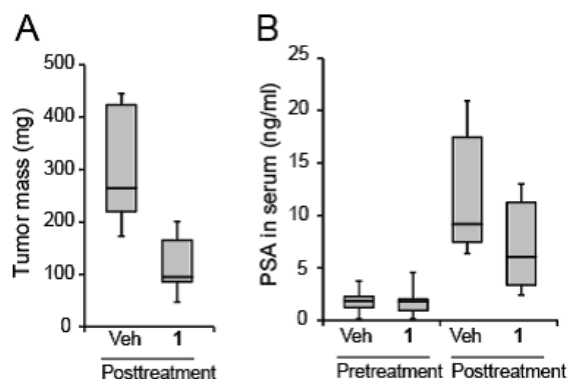 A
Tumor mass (mg)
500
400
300
200
100
0
Veh 1
Posttreatment
B
PSA in serum (ng/ml)
25
20
15
10
5
0
Veh 1 Veh 1
Pretreatment Posttreatment